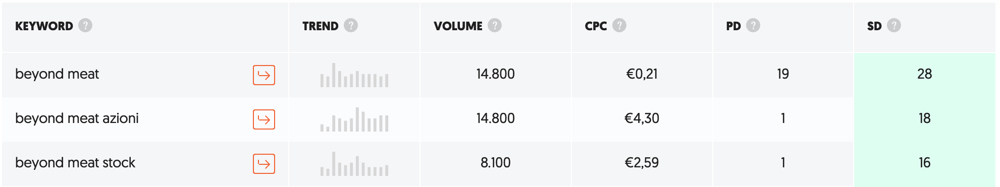 KEYWORD ? TREND ? VOLUME ? CPC ? PD ? SD ?
beyond meat 14.800 €0,21 19 28
beyond meat azioni 14.800 €4,30 1 18
beyond meat stock 8.100 €2,59 1 16